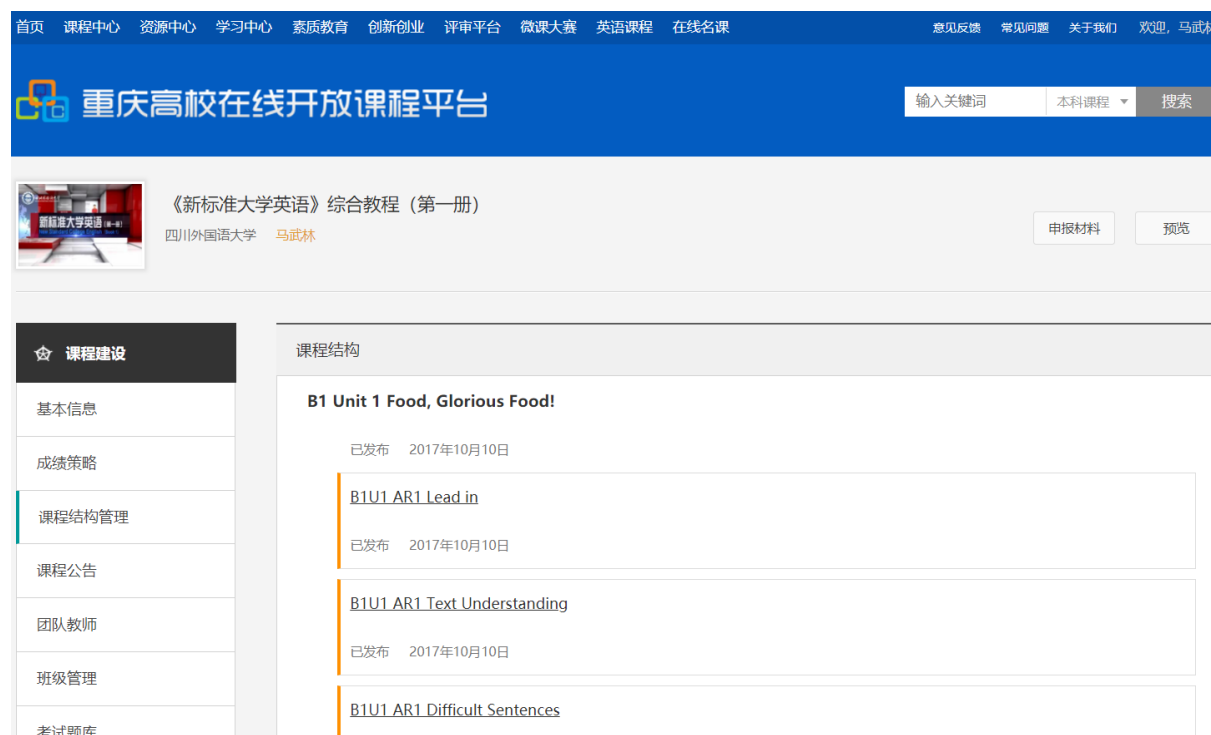 首页 课程中心 资源中心 学习中心 素质教育 创新创业 评审平台 微课大赛 英语课程 在线名课 意见反馈 常见问题 关于我们 欢迎, 马武林
重庆高校在线开放课程平台
输入关键词 本科课程 搜索
新标准大学英语(第一册)
《新标准大学英语》综合教程（第一册）
四川外国语大学 马武林
申报材料 预览
课程建设
基本信息
成绩策略
课程结构管理
课程公告
团队教师
班级管理
考试题库
课程结构
B1 Unit 1 Food, Glorious Food!
已发布 2017年10月10日
B1U1 AR1 Lead in
已发布 2017年10月10日
B1U1 AR1 Text Understanding
已发布 2017年10月10日
B1U1 AR1 Difficult Sentences